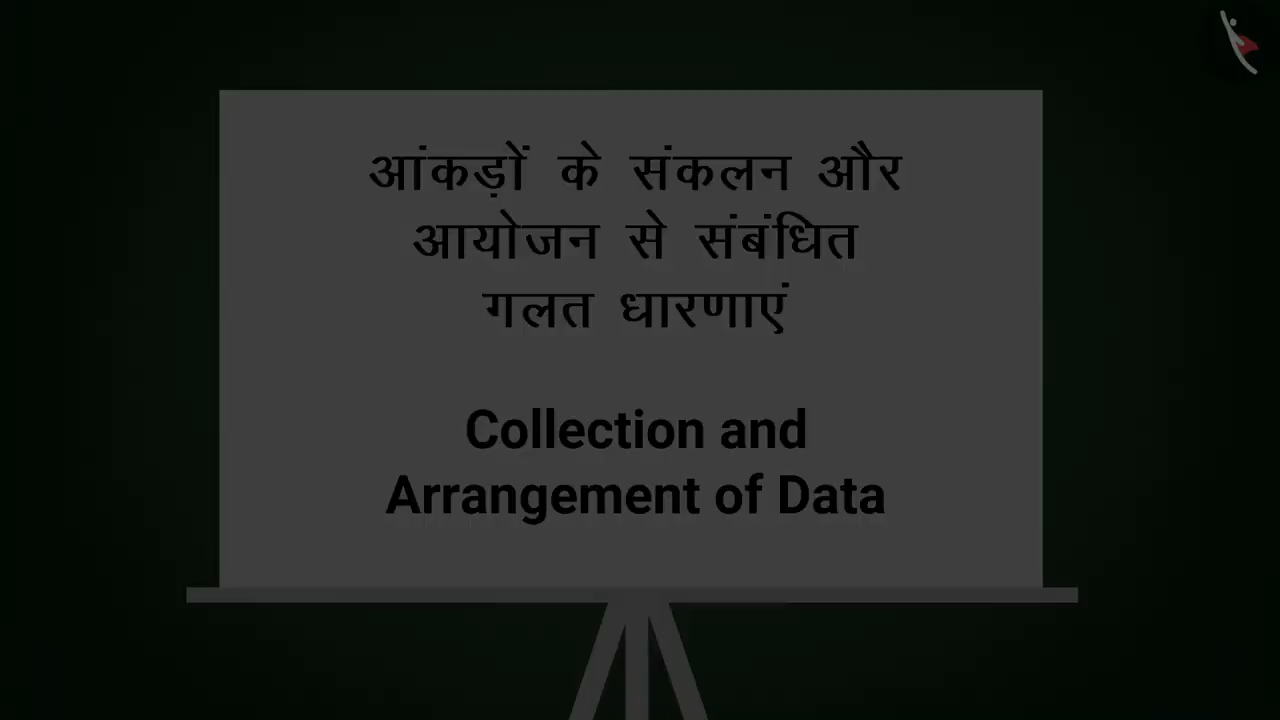 आंकड़ों के संकलन और
आयोजन से संबंधित
गलत धारणाएं
Collection and
Arrangement of Data